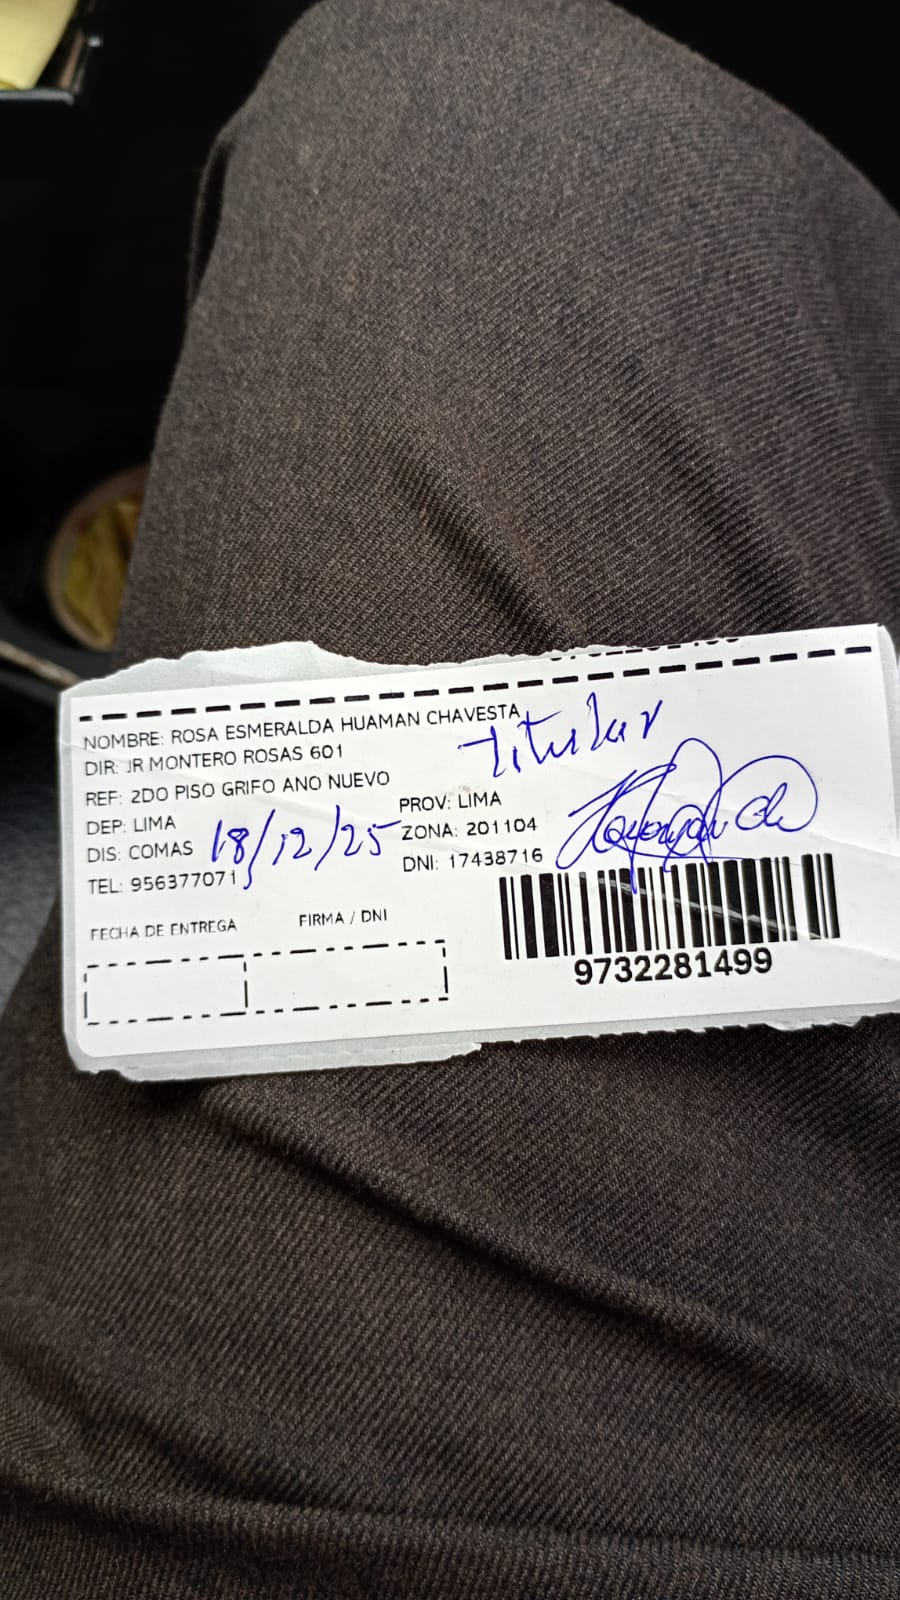 NOMBRE: ROSA ESMERALDA HUAMAN CHAVESTA
titular
DIR: JR MONTERO ROSAS 601
REF: 2DO PISO GRIFO ANO NUEVO
DEP: LIMA
PROV: LIMA
DIS: COMAS
18/12/25
ZONA: 201104
TEL: 956377071
DNI: 17438716
FECHA DE ENTREGA
FIRMA / DNI
9732281499